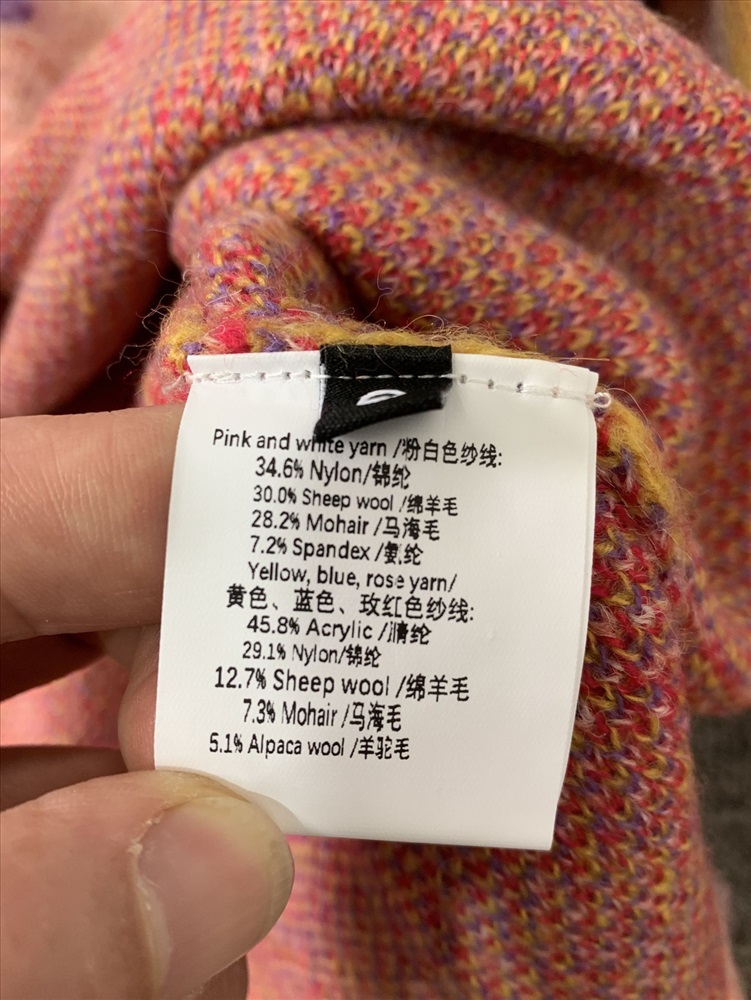 Pink and white yarn /粉白色纱线:
34.6% Nylon/锦纶
30.0% Sheep wool /绵羊毛
28.2% Mohair /马海毛
7.2% Spandex /氨纶
Yellow, blue, rose yarn/
黄色、蓝色、玫红色纱线:
45.8% Acrylic /腈纶
29.1% Nylon/锦纶
12.7% Sheep wool /绵羊毛
7.3% Mohair /马海毛
5.1% Alpaca wool /羊驼毛